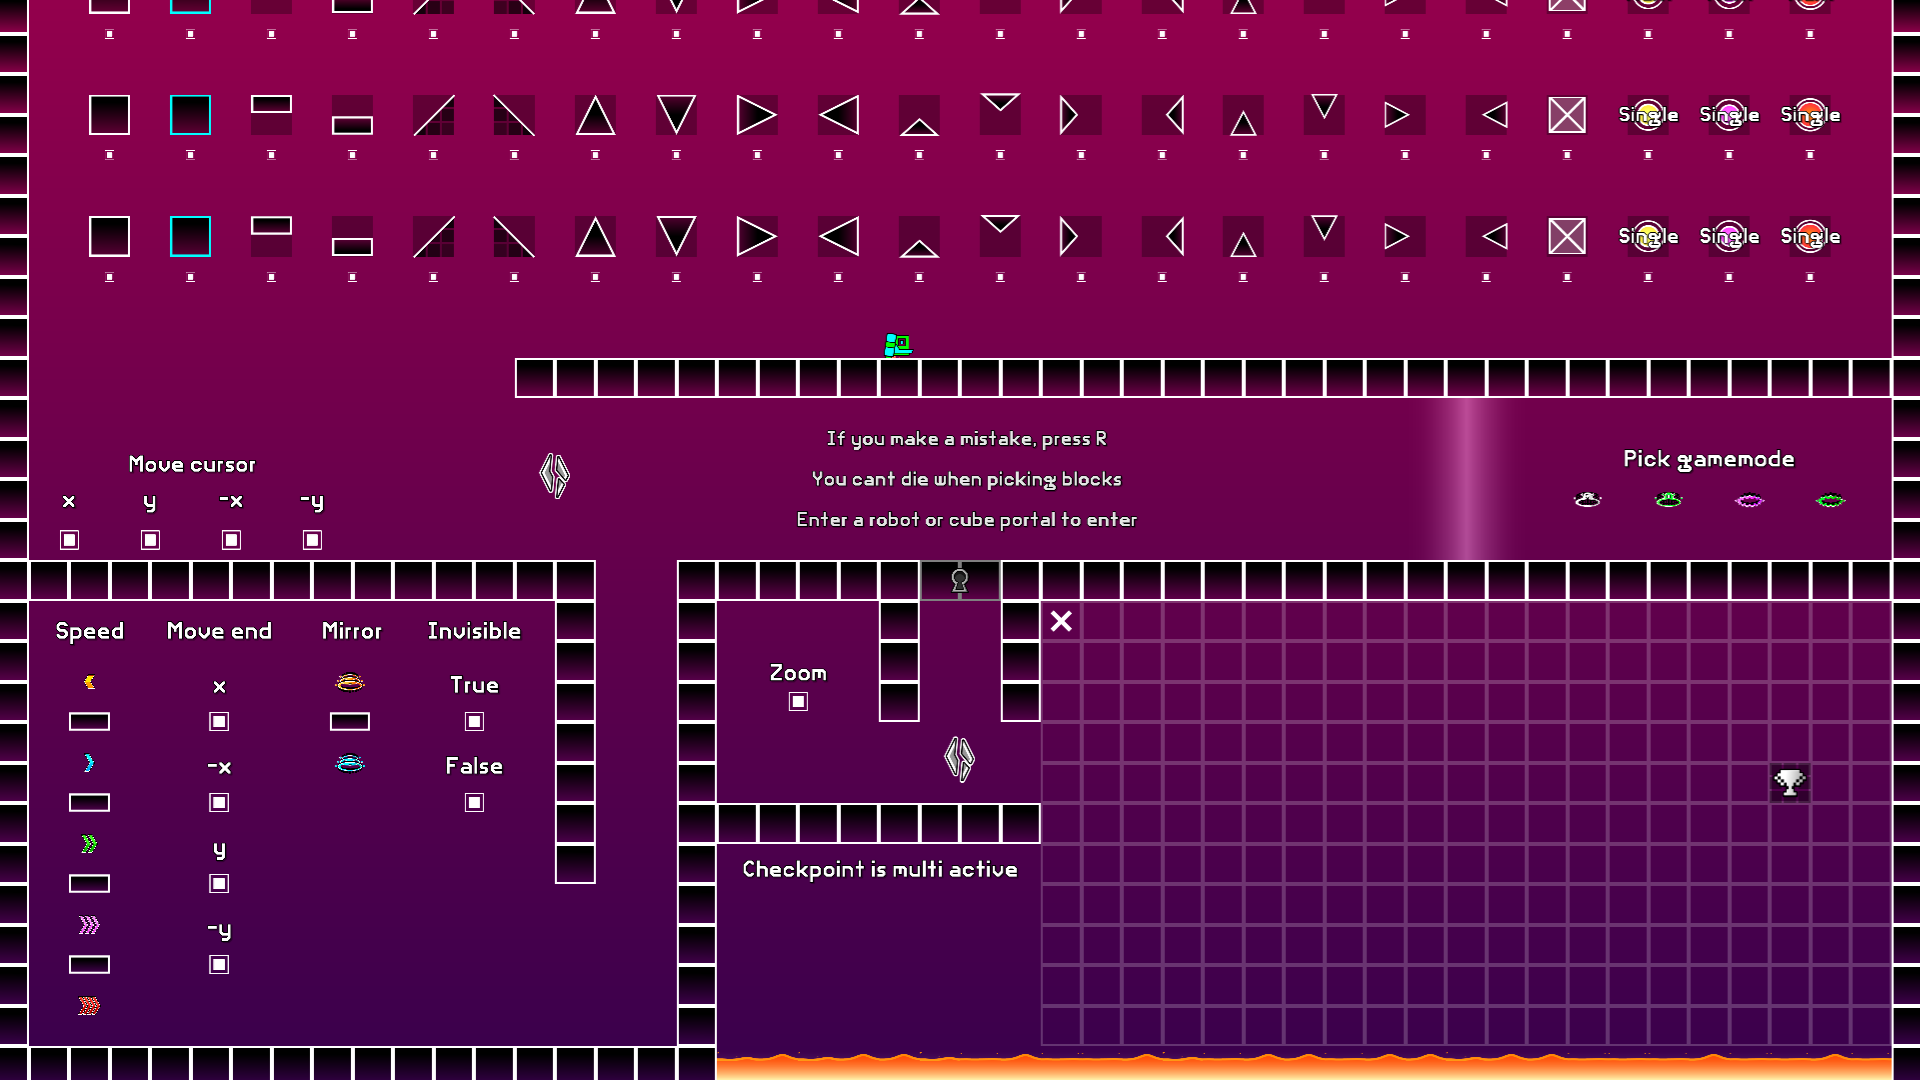 Single Single Single
Single Single Single
If you make a mistake, press R
Move cursor
Pick gamemode
You cant die when picking blocks
x y -x -y
Enter a robot or cube portal to enter
Speed Move end Mirror Invisible
Zoom
x
True
-x
False
y
Checkpoint is multi active
-y